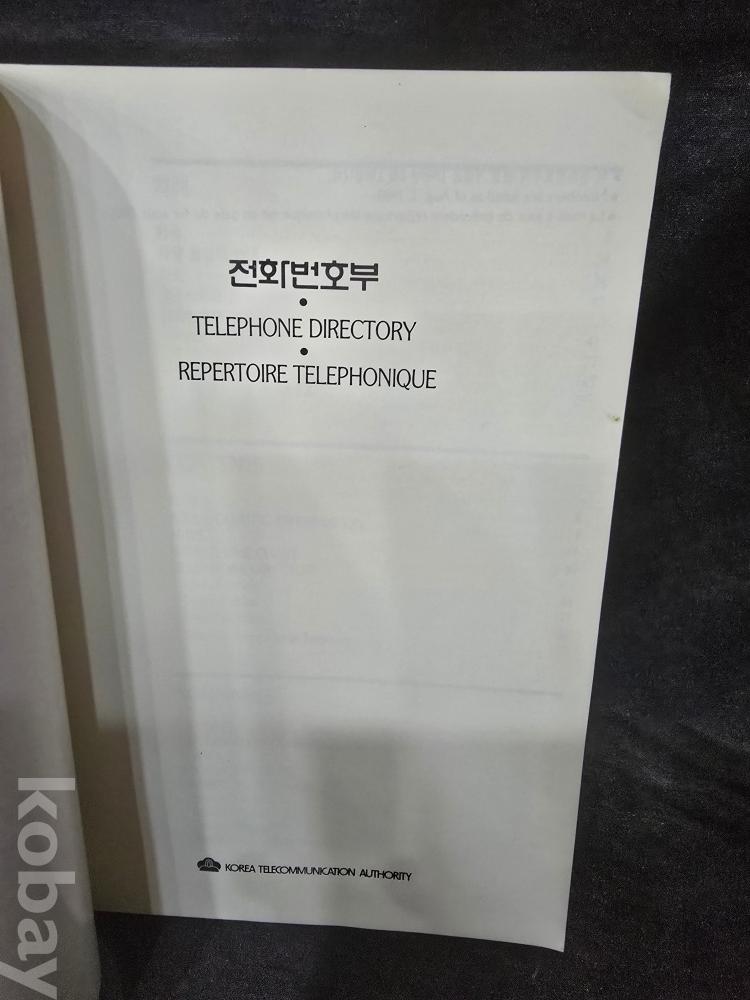 전화번호부
•
TELEPHONE DIRECTORY
•
REPERTOIRE TELEPHONIQUE
KOREA TELECOMMUNICATION AUTHORITY
kobay